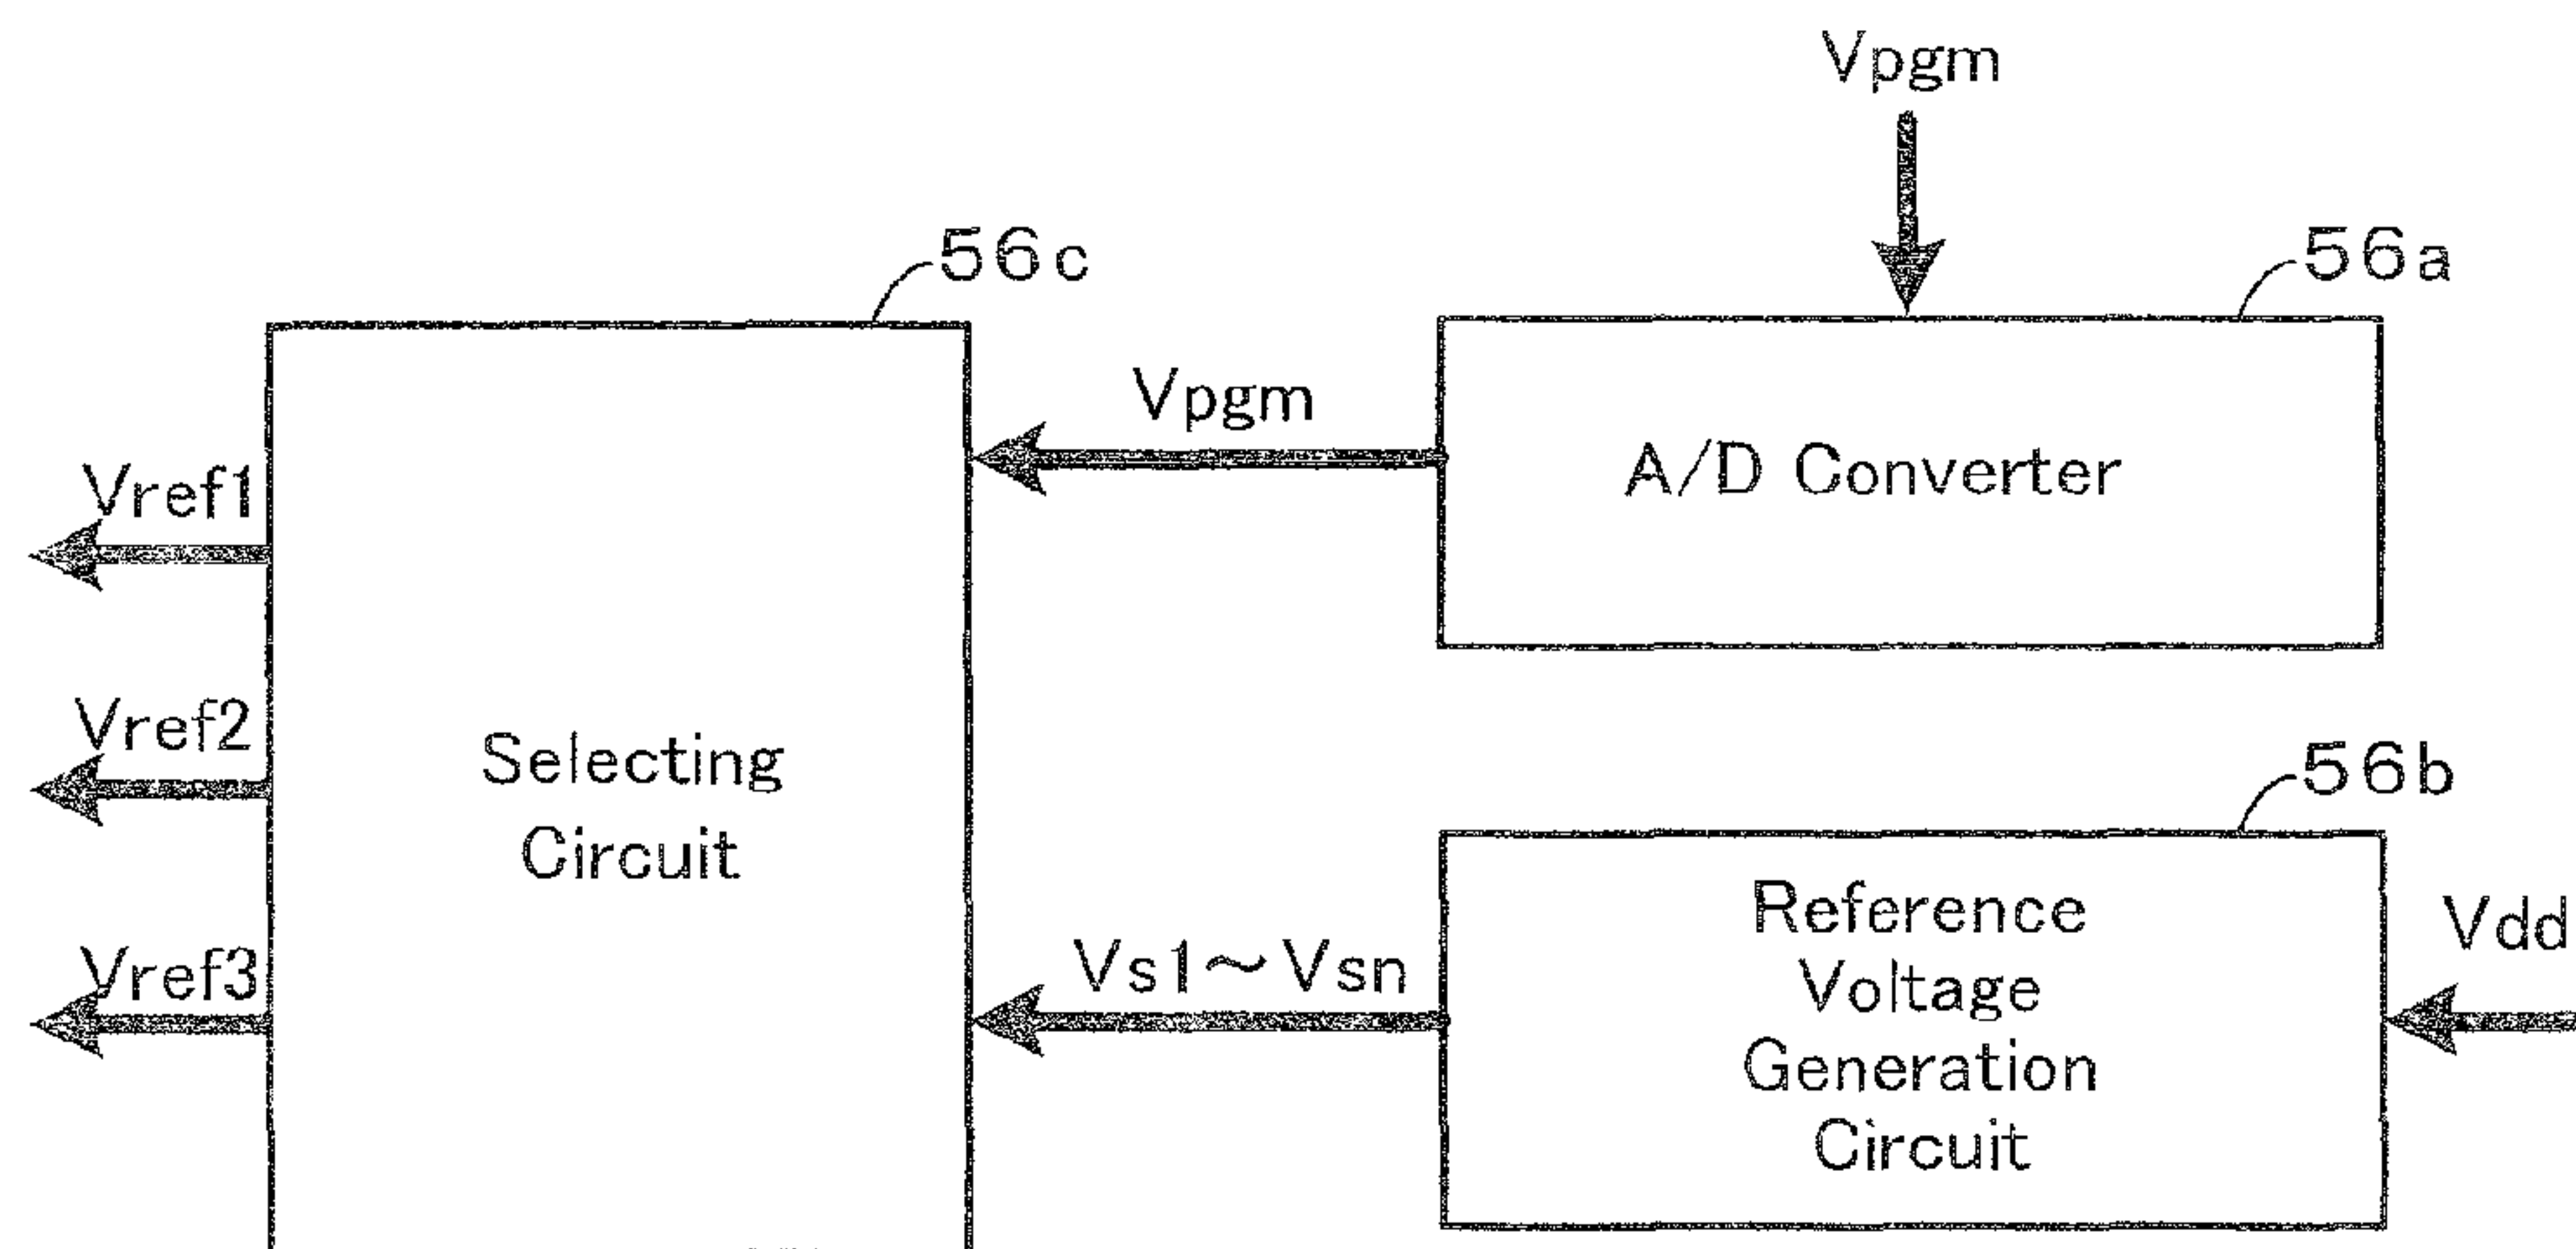 Vpgm
56c
56a
Vpgm
A/D Converter
Vref1
Vref2
Selecting
Circuit
56b
Reference
Voltage
Generation
Circuit
Vdd
Vs1~Vsn
Vref3